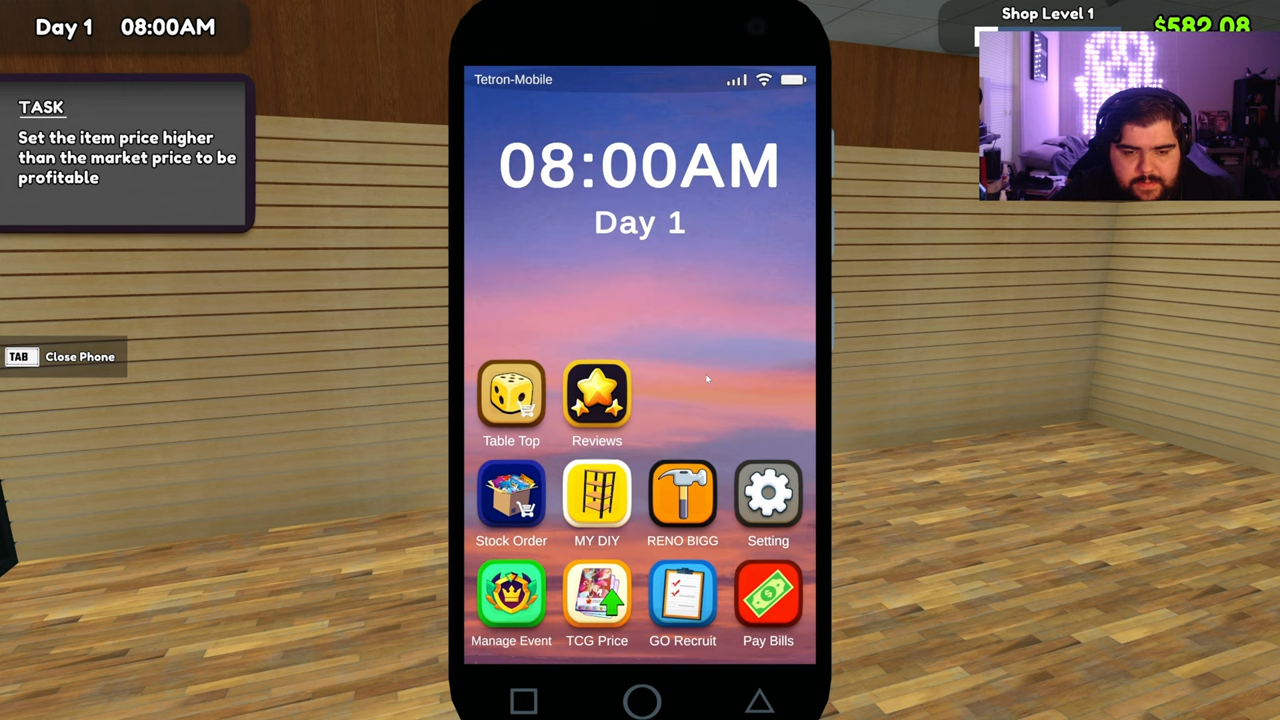 Day 1 08:00AM
Shop Level 1
$582.08
TASK
Set the item price higher
than the market price to be
profitable
TAB Close Phone
Tetron-Mobile
08:00AM
Day 1
Table Top
Reviews
Stock Order
MY DIY
RENO BIGG
Setting
Manage Event
TCG Price
GO Recruit
Pay Bills